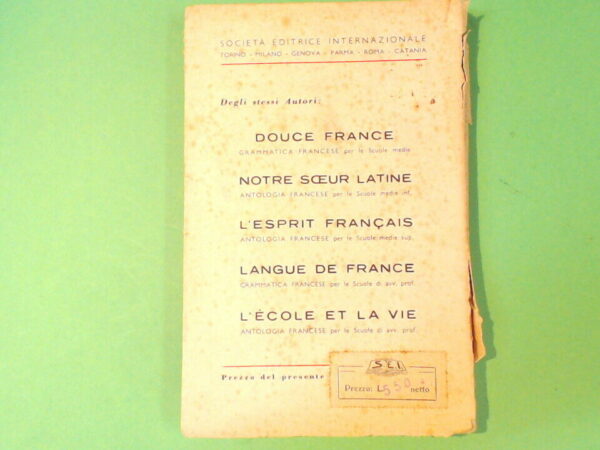 SOCIETÀ EDITRICE INTERNAZIONALE
TORINO - MILANO - GENOVA - PARMA - ROMA - CATANIA
Degli stessi Autori:
DOUCE FRANCE
GRAMMATICA FRANCESE per le Scuole medie
NOTRE SŒUR LATINE
ANTOLOGIA FRANCESE per le Scuole medie inf.
L'ESPRIT FRANÇAIS
ANTOLOGIA FRANCESE per le Scuole medie sup.
LANGUE DE FRANCE
GRAMMATICA FRANCESE per le Scuole di avv. prof.
L'ÉCOLE ET LA VIE
ANTOLOGIA FRANCESE per le Scuole di avv. prof.
Prezzo del presente
SEI
Prezzo: L 550 netto